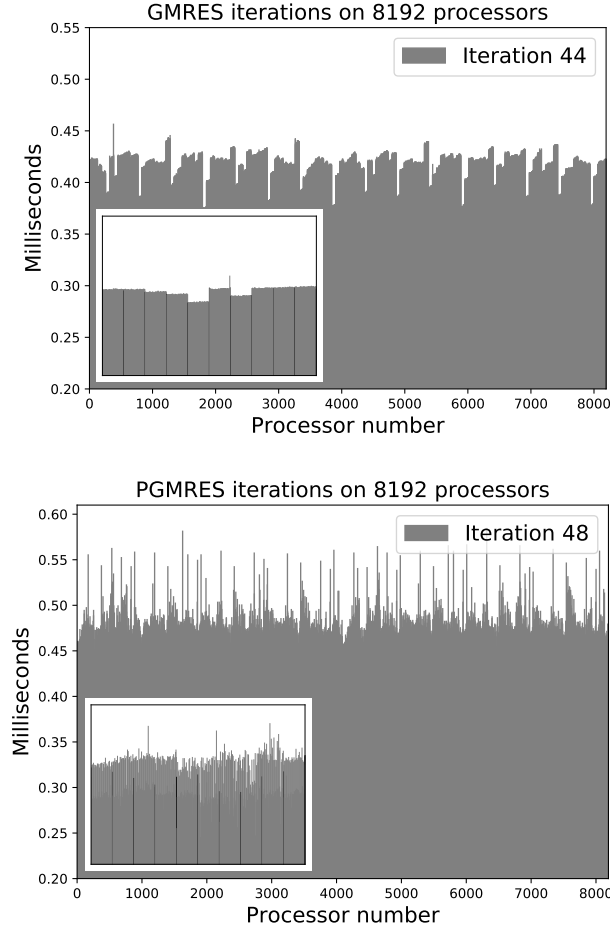 GMRES iterations on 8192 processors
0.55
Iteration 44
0.50
0.45
0.40
0.35
0.30
0.25
0.20
Milliseconds
0 1000 2000 3000 4000 5000 6000 7000 8000
Processor number
PGMRES iterations on 8192 processors
0.60
Iteration 48
0.55
0.50
0.45
0.40
0.35
0.30
0.25
0.20
Milliseconds
0 1000 2000 3000 4000 5000 6000 7000 8000
Processor number